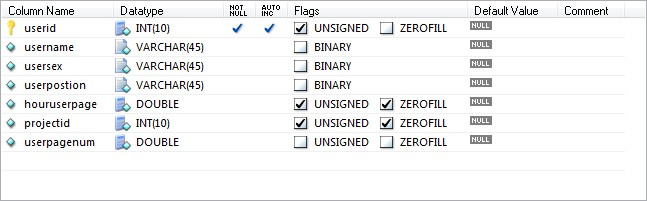 Column Name Datatype NOT NULL AUTO INC Flags Default Value Comment
userid INT(10) UNSIGNED ZEROFILL NULL
username VARCHAR(45) BINARY NULL
usersex VARCHAR(45) BINARY NULL
userpostion VARCHAR(45) BINARY NULL
houruserpage DOUBLE UNSIGNED ZEROFILL NULL
projectid INT(10) UNSIGNED ZEROFILL NULL
userpagenum DOUBLE UNSIGNED ZEROFILL NULL